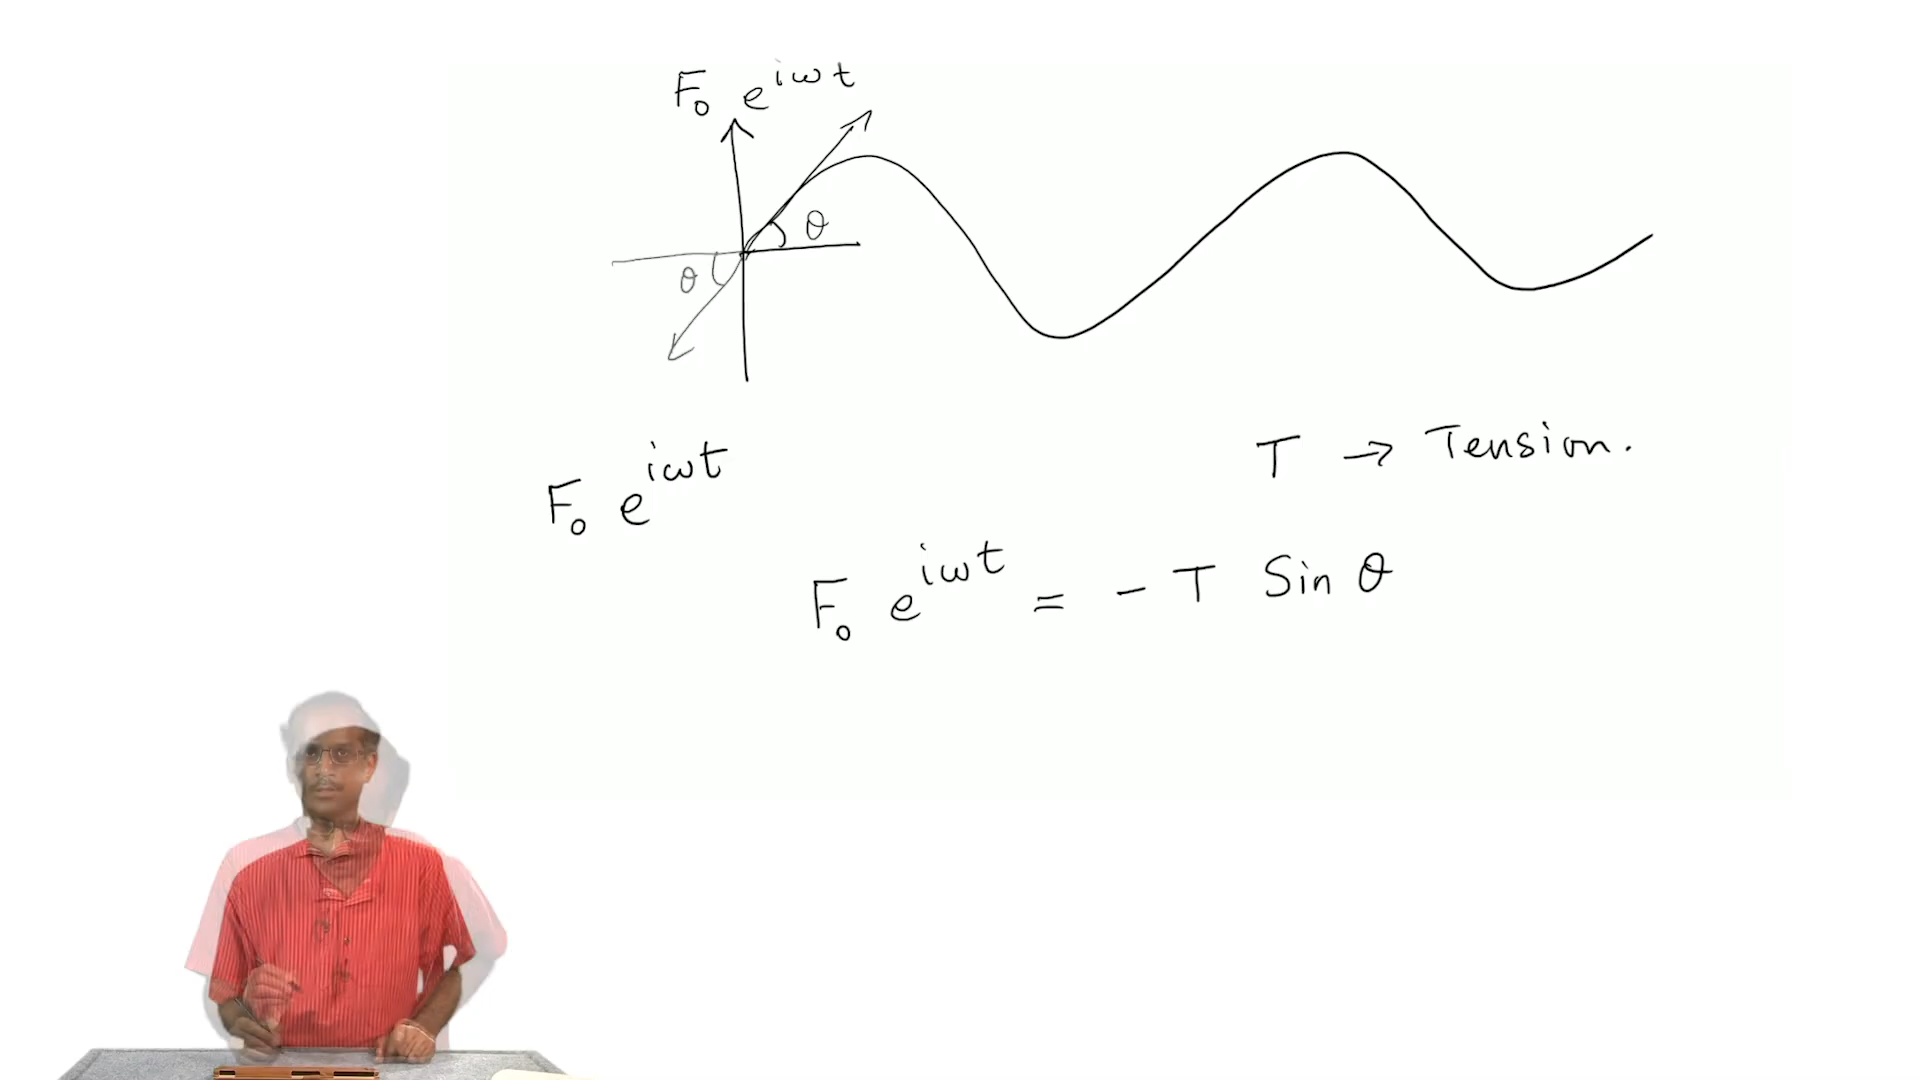 F₀ e^{iωt}
θ
θ
T → Tension.
F₀ e^{iωt}
F₀ e^{iωt} = - T Sin θ